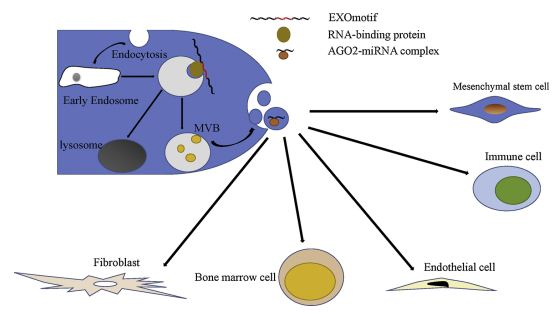 EXOmotif
RNA-binding protein
AGO2-miRNA complex
Endocytosis
Early Endosome
lysosome
MVB
Mesenchymal stem cell
Immune cell
Endothelial cell
Bone marrow cell
Fibroblast